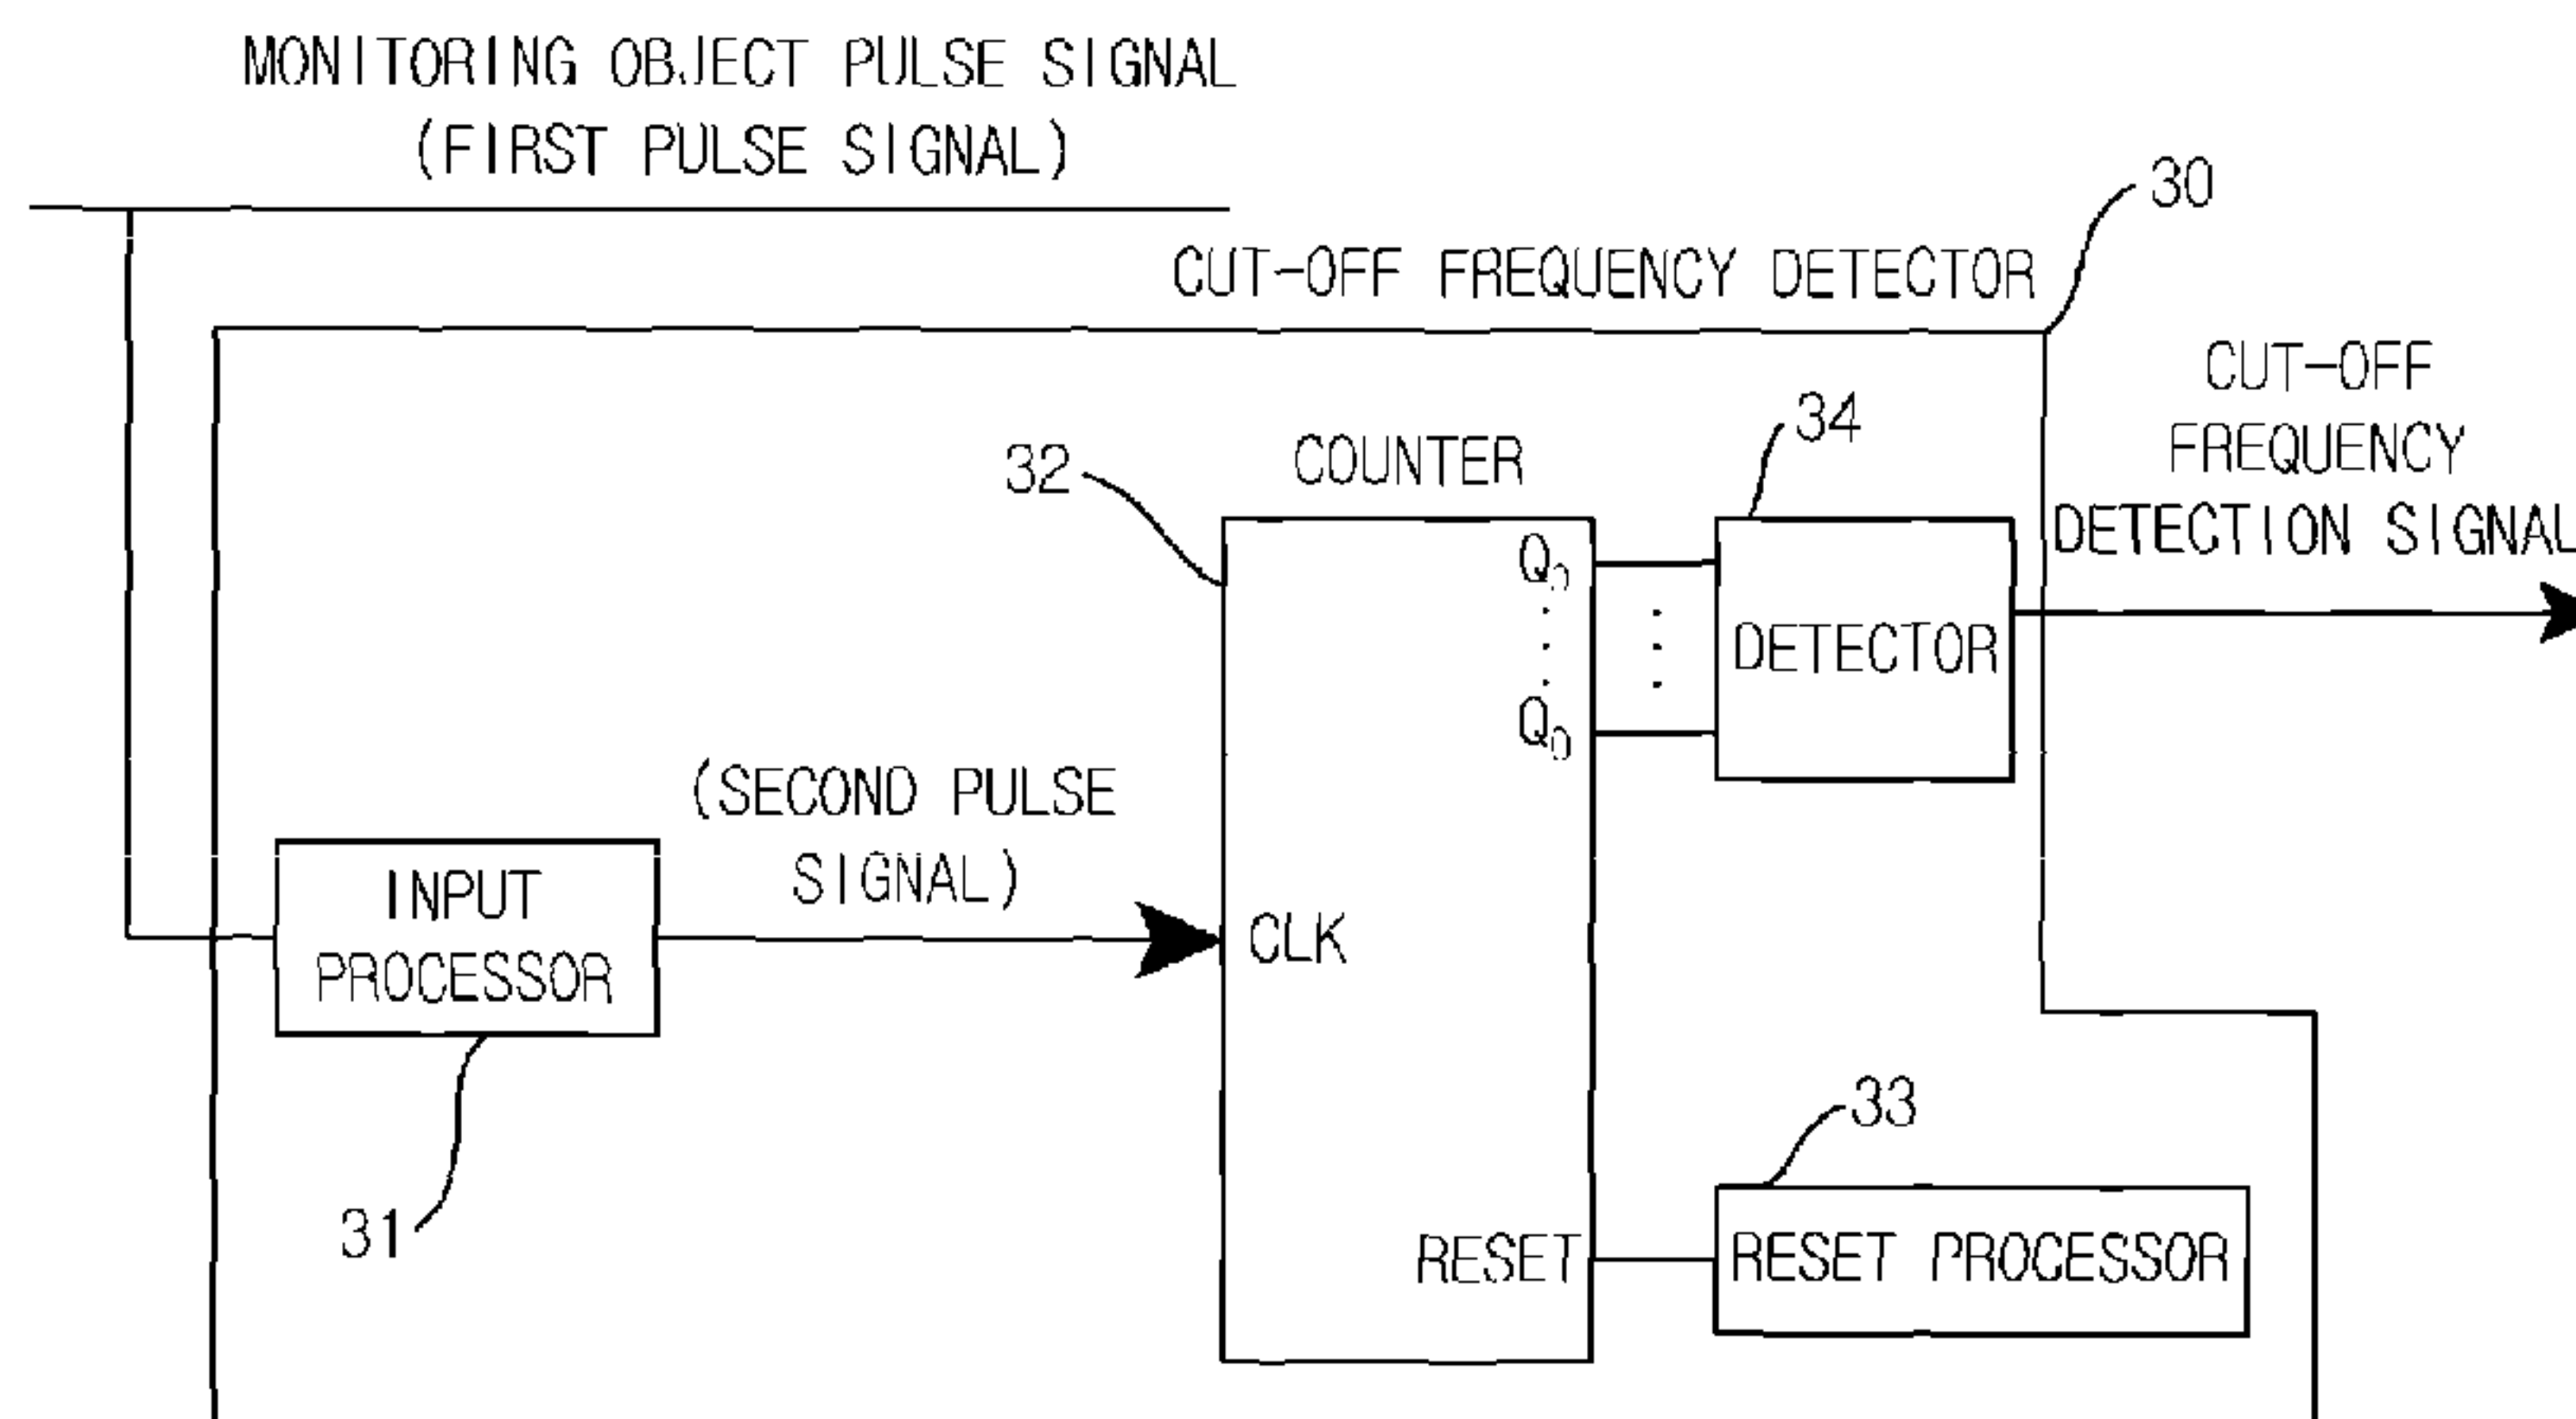 MONITORING OBJECT PULSE SIGNAL
(FIRST PULSE SIGNAL)
30
CUT-OFF FREQUENCY DETECTOR
CUT-OFF
FREQUENCY
DETECTION SIGNAL
34
32
COUNTER
Q0
DETECTOR
Q0
(SECOND PULSE
SIGNAL)
INPUT
PROCESSOR
CLK
33
31
RESET
RESET PROCESSOR